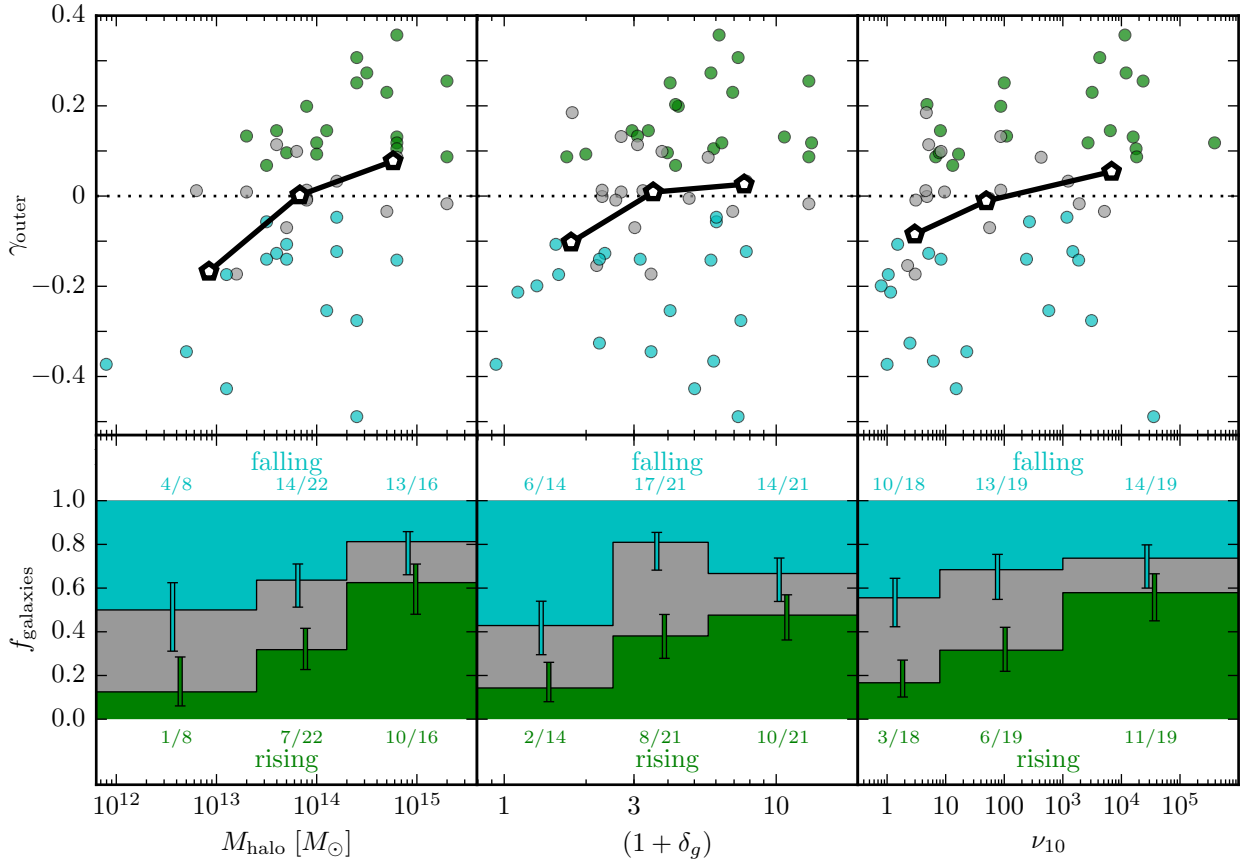 0.4
0.2
0
−0.2
−0.4
γouter
falling falling falling
4/8 14/22 13/16 6/14 17/21 14/21 10/18 13/19 14/19
1.0
0.8
0.6
0.4
0.2
0.0
fgalaxies
1/8 7/22 10/16 2/14 8/21 10/21 3/18 6/19 11/19
rising rising rising
10¹² 10¹³ 10¹⁴ 10¹⁵ 1 3 10 1 10 100 10³ 10⁴ 10⁵
Mhalo [M⊙] (1 + δg) ν10